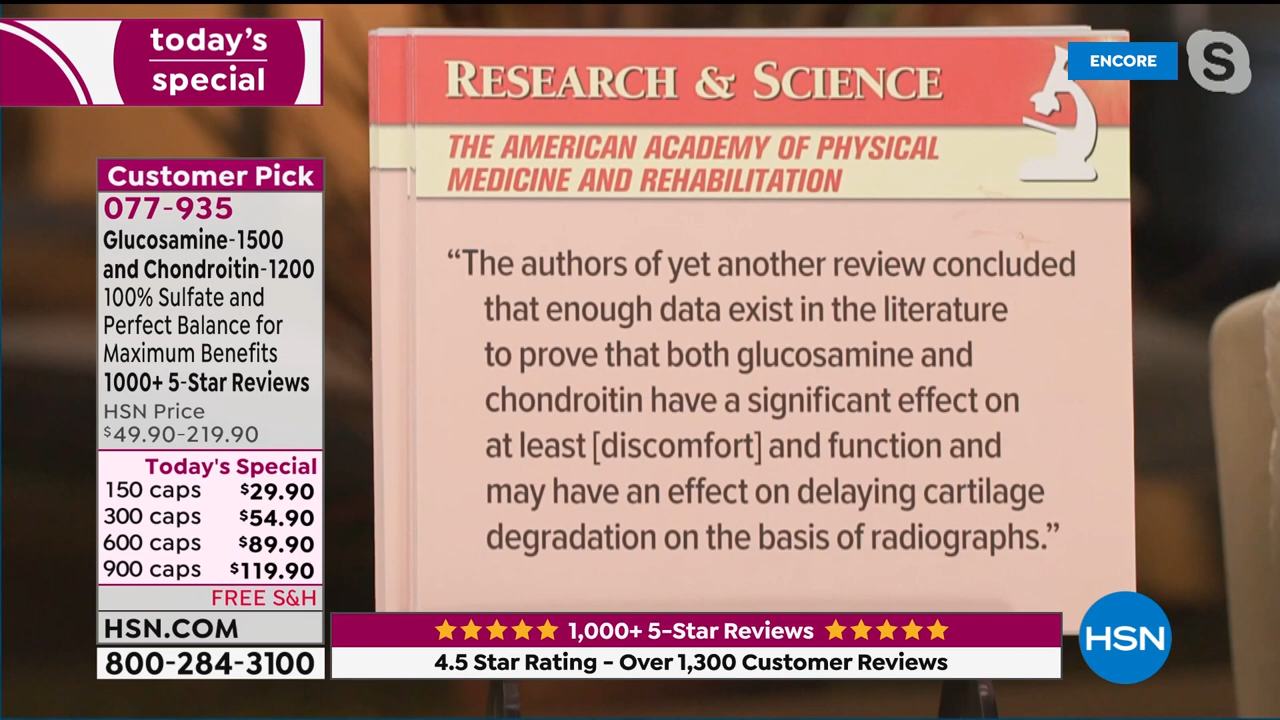 today's
special
ENCORE
S
RESEARCH & SCIENCE
THE AMERICAN ACADEMY OF PHYSICAL
MEDICINE AND REHABILITATION
"The authors of yet another review concluded
that enough data exist in the literature
to prove that both glucosamine and
chondroitin have a significant effect on
at least [discomfort] and function and
may have an effect on delaying cartilage
degradation on the basis of radiographs."
Customer Pick
077-935
Glucosamine-1500
and Chondroitin-1200
100% Sulfate and
Perfect Balance for
Maximum Benefits
1000+ 5-Star Reviews
HSN Price
$49.90-219.90
Today's Special
150 caps $29.90
300 caps $54.90
600 caps $89.90
900 caps $119.90
FREE S&H
HSN.COM
800-284-3100
1,000+ 5-Star Reviews
4.5 Star Rating - Over 1,300 Customer Reviews
HSN